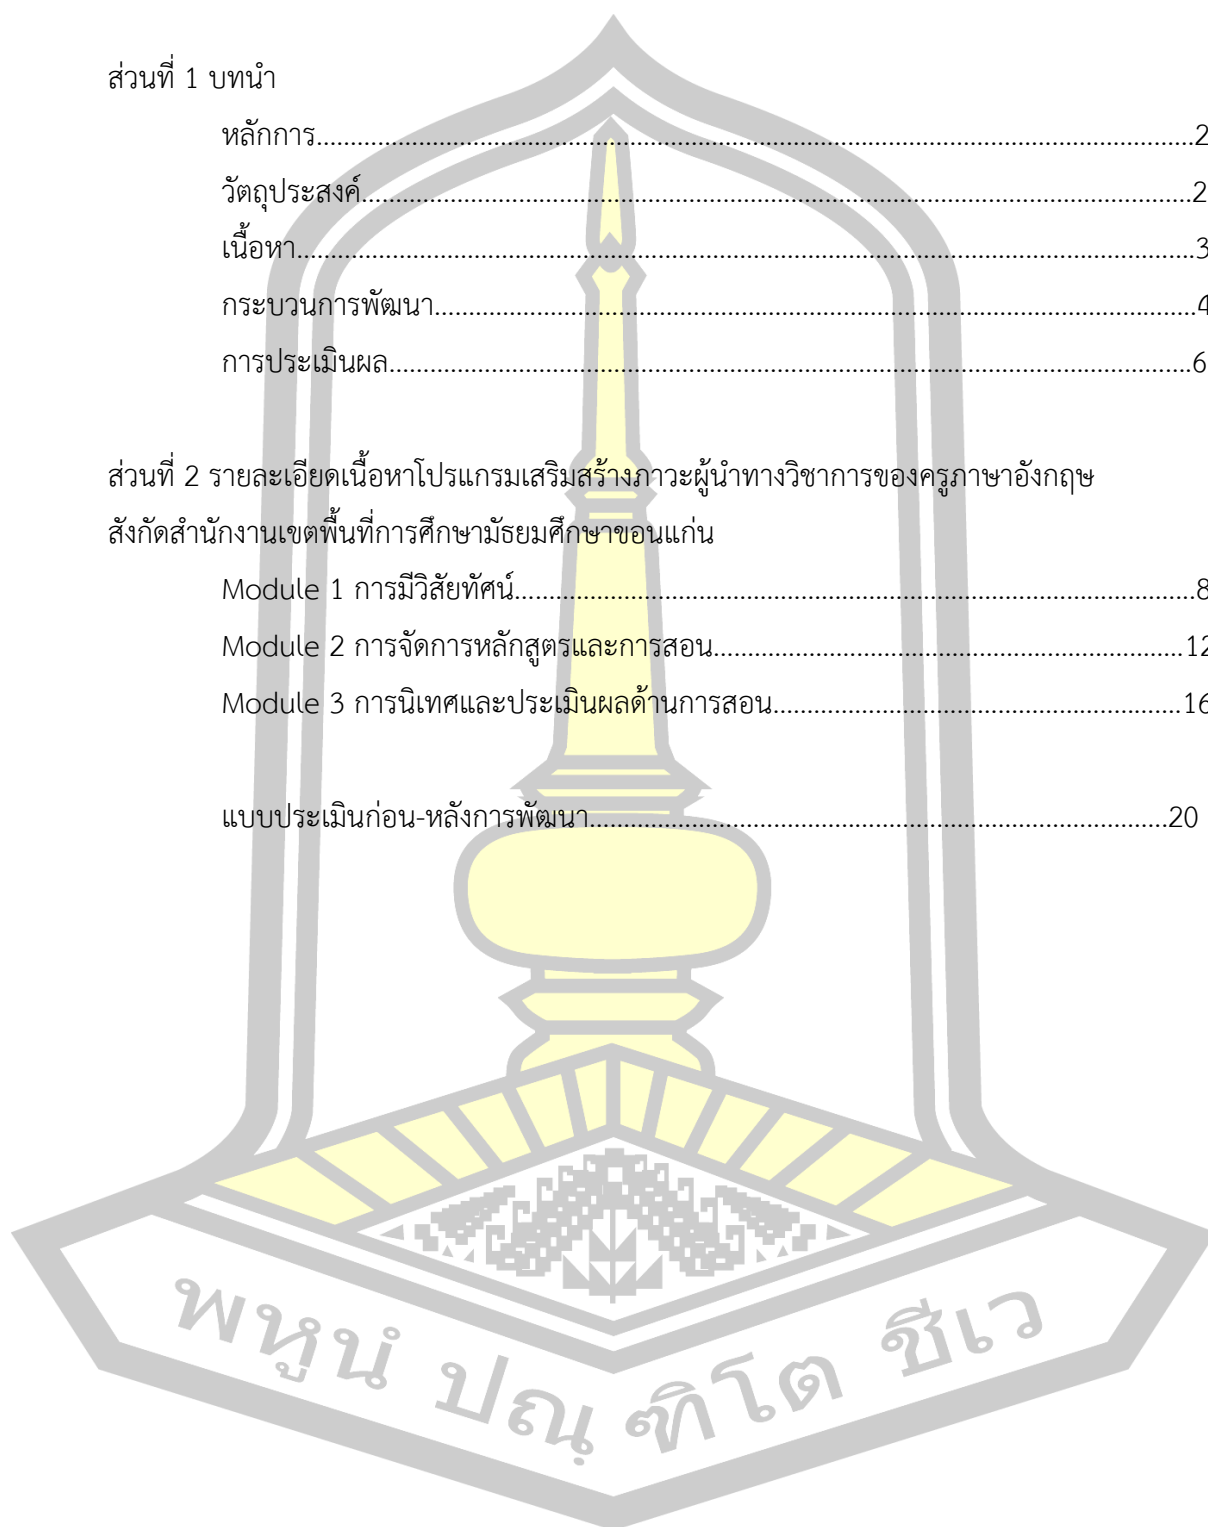 ส่วนที่ 1 บทนำ
หลักการ.....................................................................................................................2
วัตถุประสงค์...............................................................................................................2
เนื้อหา........................................................................................................................3
กระบวนการพัฒนา......................................................................................................4
การประเมินผล...........................................................................................................6
ส่วนที่ 2 รายละเอียดเนื้อหาโปรแกรมเสริมสร้างภาวะผู้นำทางวิชาการของครูภาษาอังกฤษ
สังกัดสำนักงานเขตพื้นที่การศึกษามัธยมศึกษาขอนแก่น
Module 1 การมีวิสัยทัศน์...........................................................................................8
Module 2 การจัดการหลักสูตรและการสอน...............................................................12
Module 3 การนิเทศและประเมินผลด้านการสอน......................................................16
แบบประเมินก่อน-หลังการพัฒนา.............................................................................20
พหูนํ ปณฺฑิโต ชีเว